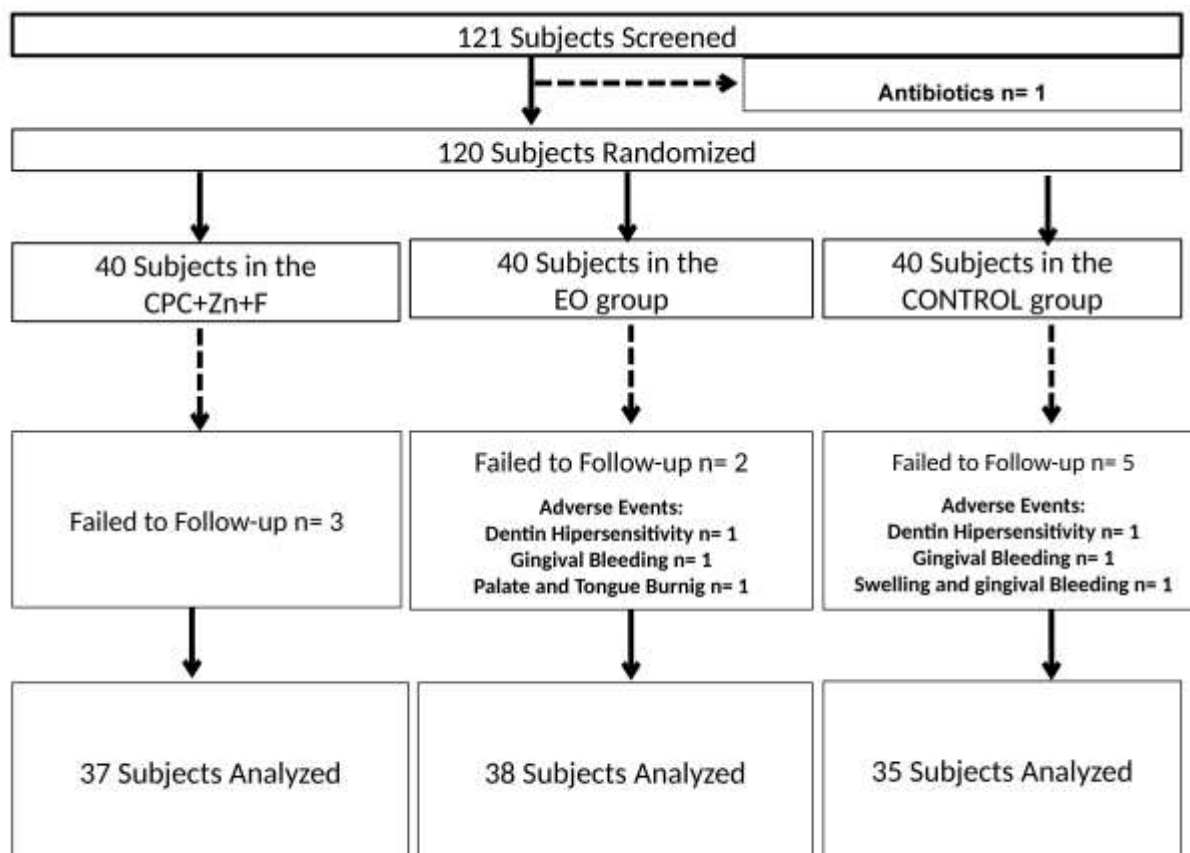 121 Subjects Screened
Antibiotics n= 1
120 Subjects Randomized
40 Subjects in the
CPC+Zn+F
40 Subjects in the
EO group
40 Subjects in the
CONTROL group
Failed to Follow-up n= 3
Failed to Follow-up n= 2
Adverse Events:
Dentin Hipersensitivity n= 1
Gingival Bleeding n= 1
Palate and Tongue Burnig n= 1
Failed to Follow-up n= 5
Adverse Events:
Dentin Hipersensitivity n= 1
Gingival Bleeding n= 1
Swelling and gingival Bleeding n= 1
37 Subjects Analyzed
38 Subjects Analyzed
35 Subjects Analyzed